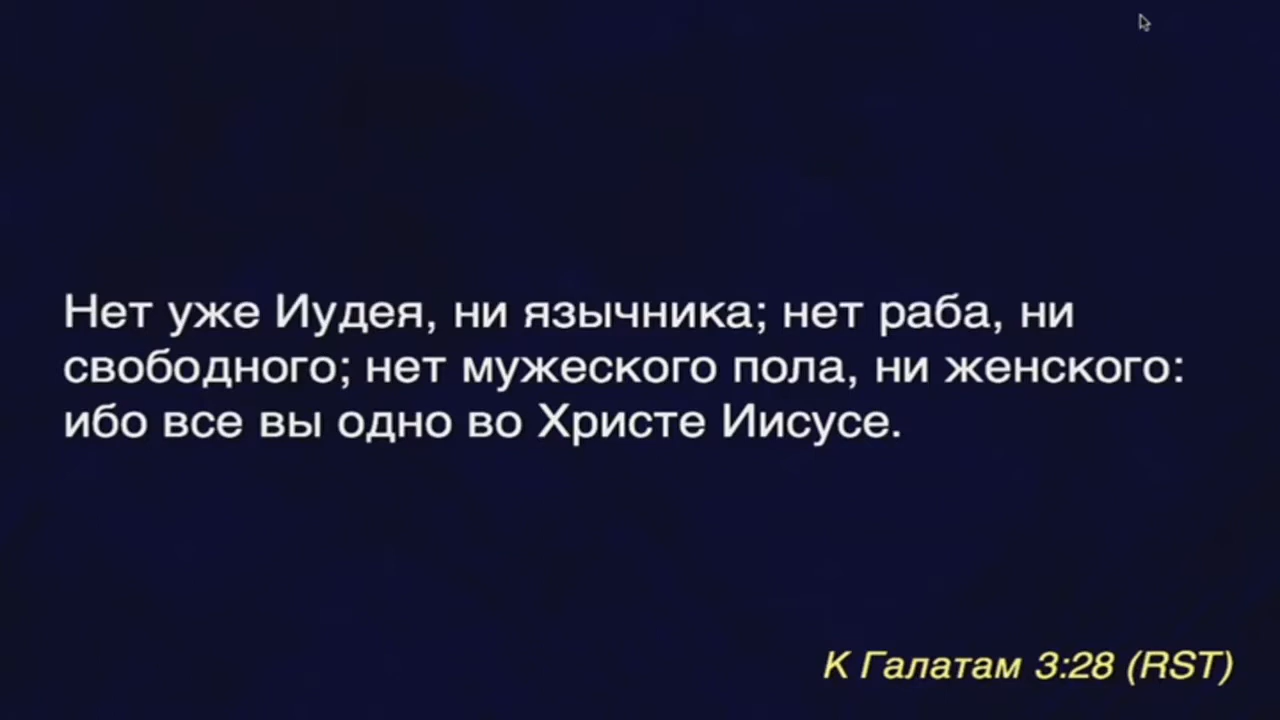 Нет уже Иудея, ни язычника; нет раба, ни
свободного; нет мужеского пола, ни женского:
ибо все вы одно во Христе Иисусе.
К Галатам 3:28 (RST)